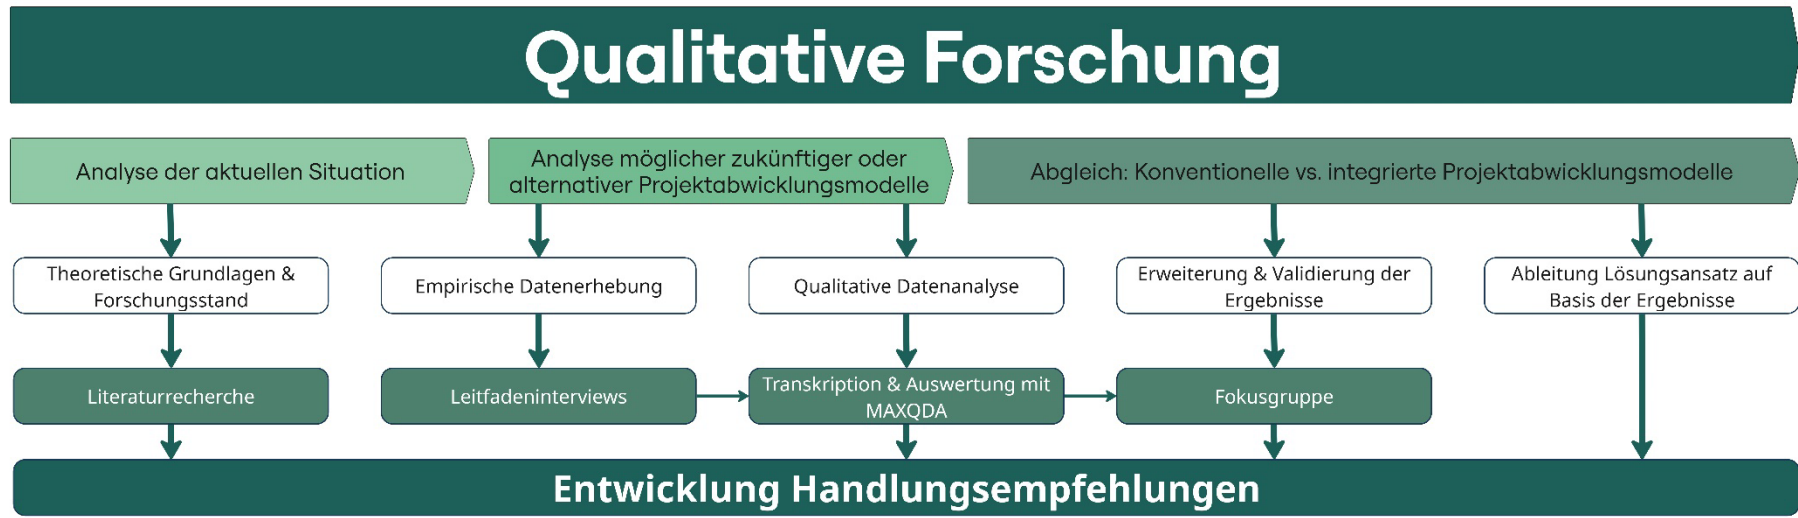 Qualitative Forschung
Analyse der aktuellen Situation
Analyse möglicher zukünftiger oder
alternativer Projektabwicklungsmodelle
Abgleich: Konventionelle vs. integrierte Projektabwicklungsmodelle
Theoretische Grundlagen &
Forschungsstand
Empirische Datenerhebung
Qualitative Datenanalyse
Erweiterung & Validierung der
Ergebnisse
Ableitung Lösungsansatz auf
Basis der Ergebnisse
Literaturrecherche
Leitfadeninterviews
Transkription & Auswertung mit
MAXQDA
Fokusgruppe
Entwicklung Handlungsempfehlungen